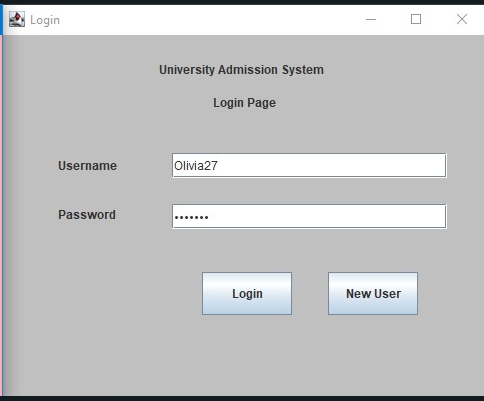 Login
University Admission System
Login Page
Username Olivia27
Password •••••••
Login New User